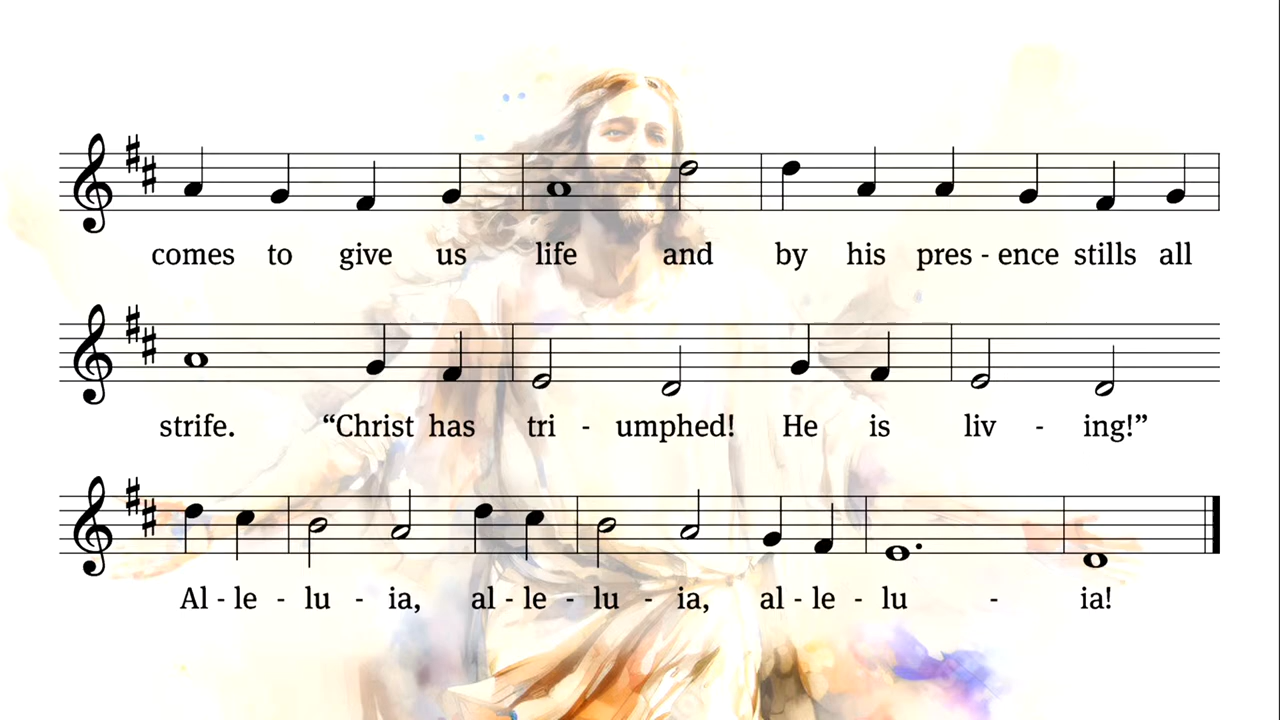 comes to give us life and by his pres - ence stills all
strife. “Christ has tri - umphed! He is liv - ing!”
Al - le - lu - ia, al - le - lu - ia, al - le - lu - ia!